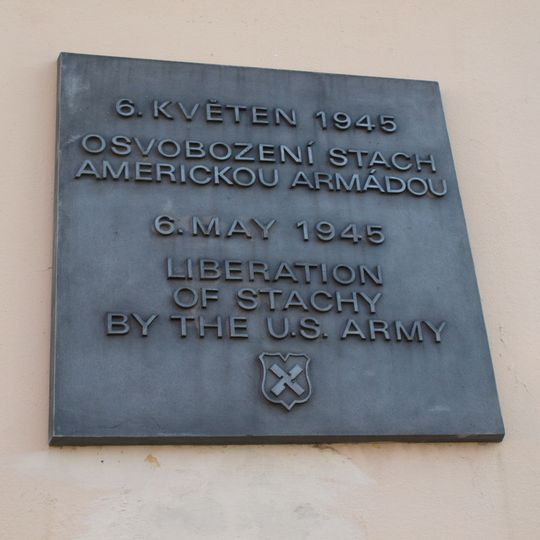 6. KVĚTEN 1945
OSVOBOZENÍ STACH
AMERICKOU ARMÁDOU
6. MAY 1945
LIBERATION
OF STACHY
BY THE U.S. ARMY